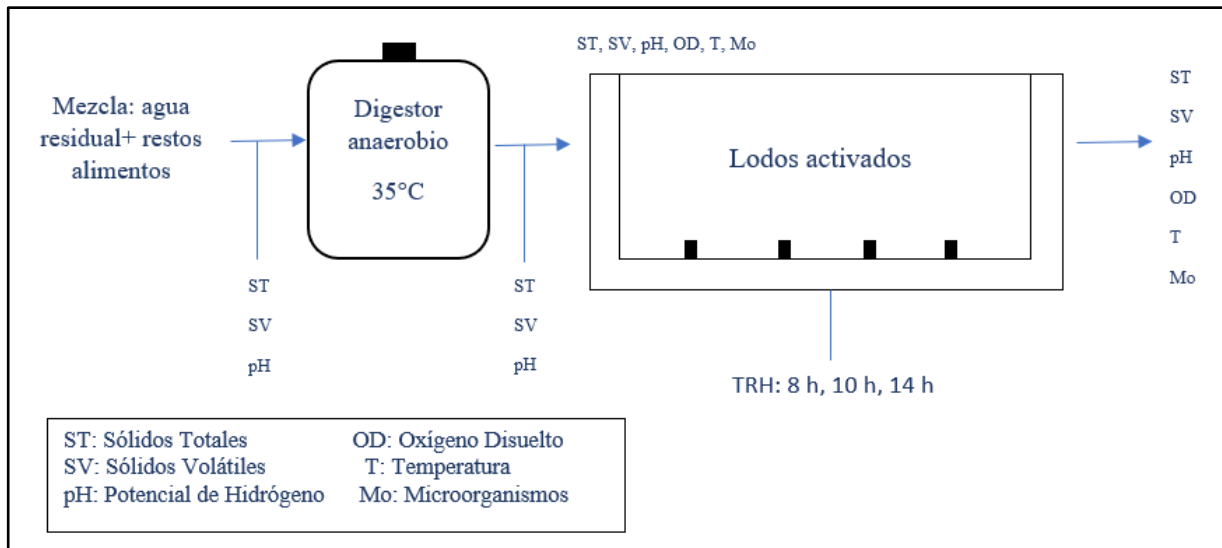 ST, SV, pH, OD, T, Mo
Mezcla: agua
residual+ restos
alimentos
Digestor
anaerobio
35°C
Lodos activados
ST
SV
pH
OD
T
Mo
ST
SV
pH
ST
SV
pH
TRH: 8 h, 10 h, 14 h
ST: Sólidos Totales OD: Oxígeno Disuelto
SV: Sólidos Volátiles T: Temperatura
pH: Potencial de Hidrógeno Mo: Microorganismos